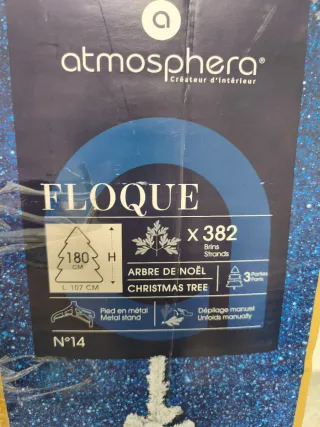 atmosphera®
Créateur d'intérieur
FLOQUE
180
CM
H
L. 107 CM
x 382
Brins
Strands
ARBRE DE NOËL
CHRISTMAS TREE
3 Parties
Parts
Pied en métal
Metal stand
Dépliage manuel
Unfolds manually
N°14